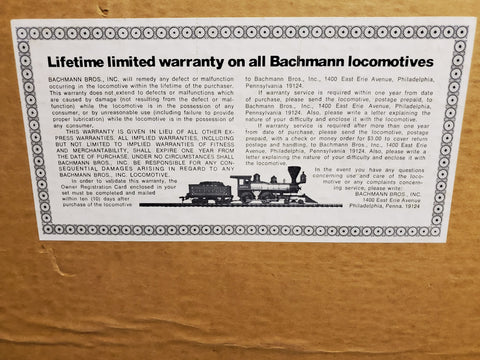 Lifetime limited warranty on all Bachmann locomotives
BACHMANN BROS., INC. will remedy any defect or malfunction
occurring in the locomotive within the lifetime of the purchaser.
This warranty does not extend to defects or malfunctions which
are caused by damage (not resulting from the defect or mal-
function) while the locomotive is in the possession of any
consumer, or by unreasonable use (including failure to provide
proper lubrication) while the locomotive is in the possession of
any consumer.
THIS WARRANTY IS GIVEN IN LIEU OF ALL OTHER EX-
PRESS WARRANTIES. ALL IMPLIED WARRANTIES, INCLUDING
BUT NOT LIMITED TO IMPLIED WARRANTIES OF FITNESS
AND MERCHANTABILITY, SHALL EXPIRE ONE YEAR FROM
THE DATE OF PURCHASE. UNDER NO CIRCUMSTANCES SHALL
BACHMANN BROS., INC. BE RESPONSIBLE FOR ANY CON-
SEQUENTIAL DAMAGES ARISING IN REGARD TO ANY
BACHMANN BROS., INC. LOCOMOTIVE.
In order to validate this warranty, the
Owner Registration Card enclosed in your
set must be completed and mailed
within ten (10) days after
purchase of the locomotive
to Bachmann Bros., Inc., 1400 East Erie Avenue, Philadelphia,
Pennsylvania 19124.
If warranty service is required within one year from date
of purchase, please send the locomotive, postage prepaid, to
Bachmann Bros., Inc., 1400 East Erie Avenue, Philadelphia,
Pennsylvania 19124. Also, please write a letter explaining the
nature of your difficulty and enclose it with the locomotive.
If warranty service is required after more than one year
from date of purchase, please send the locomotive, postage
prepaid, with a check or money order for $3.00 to cover return
postage and handling, to Bachmann Bros., Inc., 1400 East Erie
Avenue, Philadelphia, Pennsylvania 19124. Also, please write a
letter explaining the nature of your difficulty and enclose it with
the locomotive.
In the event you have any questions
concerning use and care of the loco-
motive or any complaints concern-
ing service, please write:
BACHMANN BROS., INC.
1400 East Erie Avenue
Philadelphia, Penna. 19124